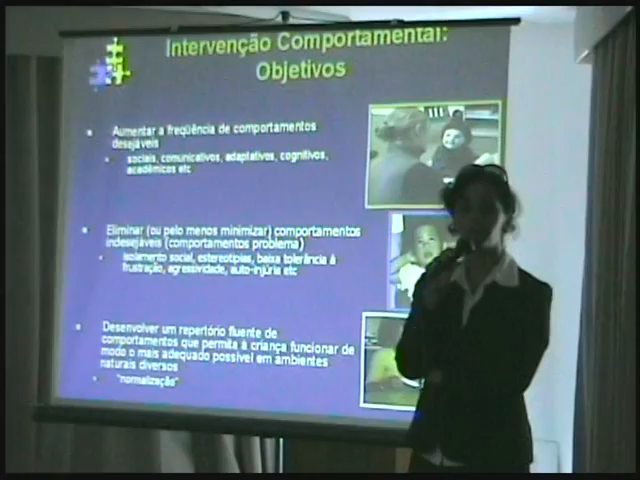 Intervenção Comportamental:
Objetivos
Aumentar a freqüência de comportamentos
desejáveis
sociais, comunicativos, adaptativos, cognitivos,
acadêmicos etc
Eliminar (ou pelo menos minimizar) comportamentos
indesejáveis (comportamentos problema)
isolamento social, estereotipias, baixa tolerância à
frustração, agressividade, auto-injúria etc
Desenvolver um repertório fluente de
comportamentos que permita à criança funcionar de
modo o mais adequado possível em ambientes
naturais diversos
"normalização"